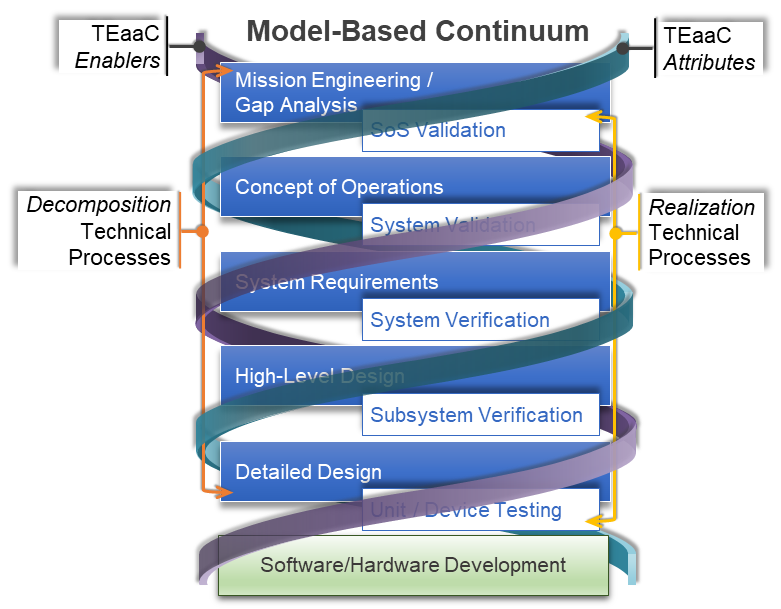 Model-Based Continuum
TEaaC
Enablers
TEaaC
Attributes
Mission Engineering /
Gap Analysis
SoS Validation
Concept of Operations
Decomposition
Technical
Processes
Realization
Technical
Processes
System Validation
System Requirements
System Verification
High-Level Design
Subsystem Verification
Detailed Design
Unit / Device Testing
Software/Hardware Development